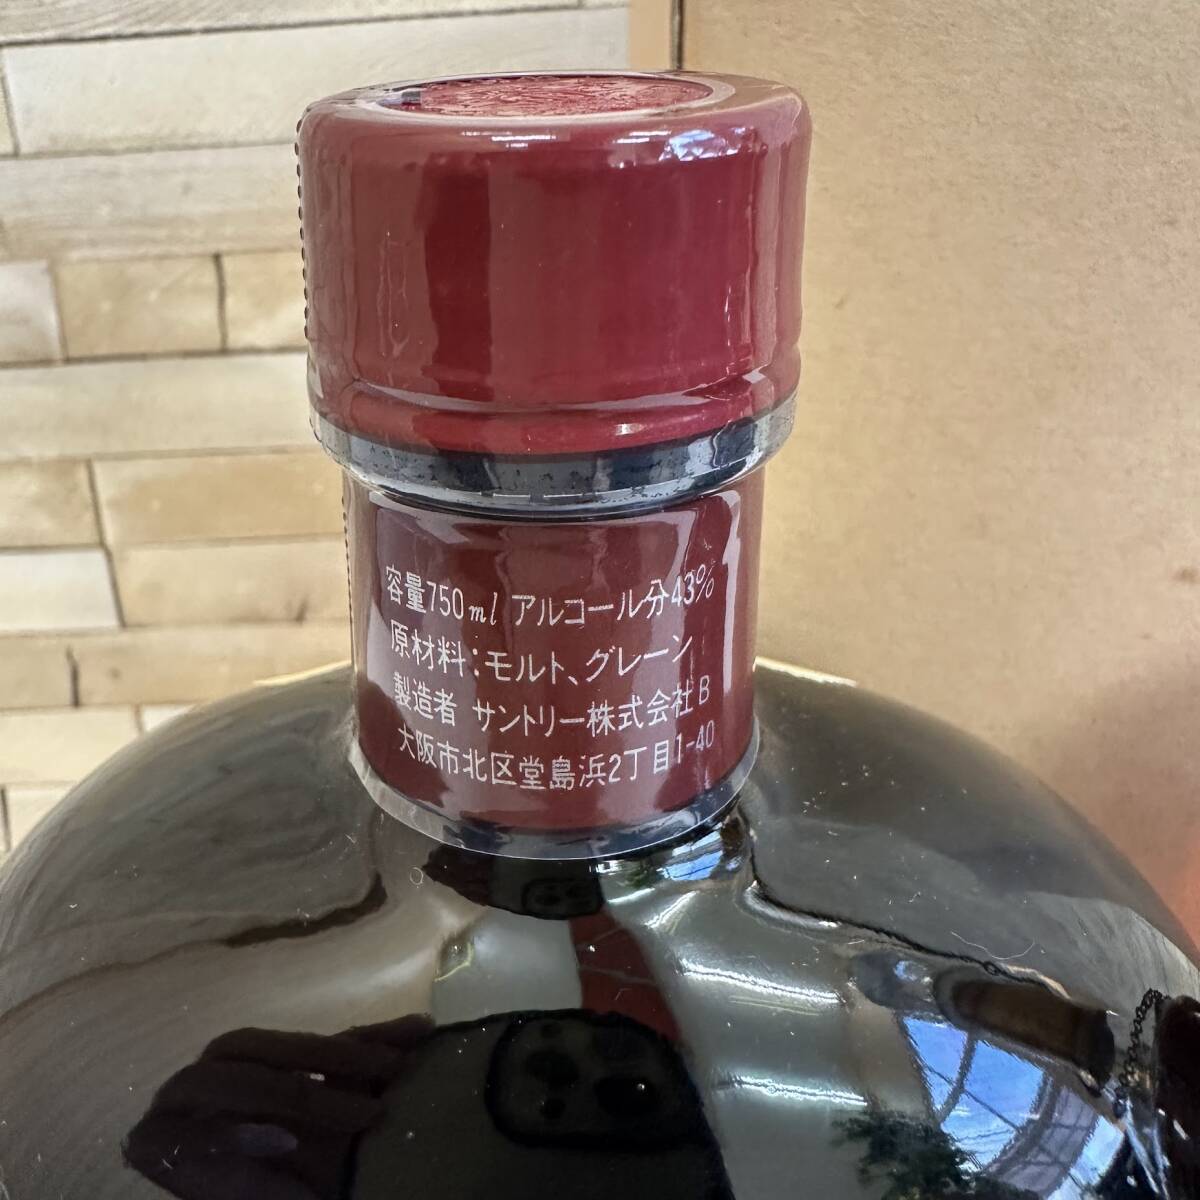 容量750ml アルコール分43%
原材料:モルト、グレーン
製造者 サントリー株式会社 B
大阪市北区堂島浜2丁目1-40